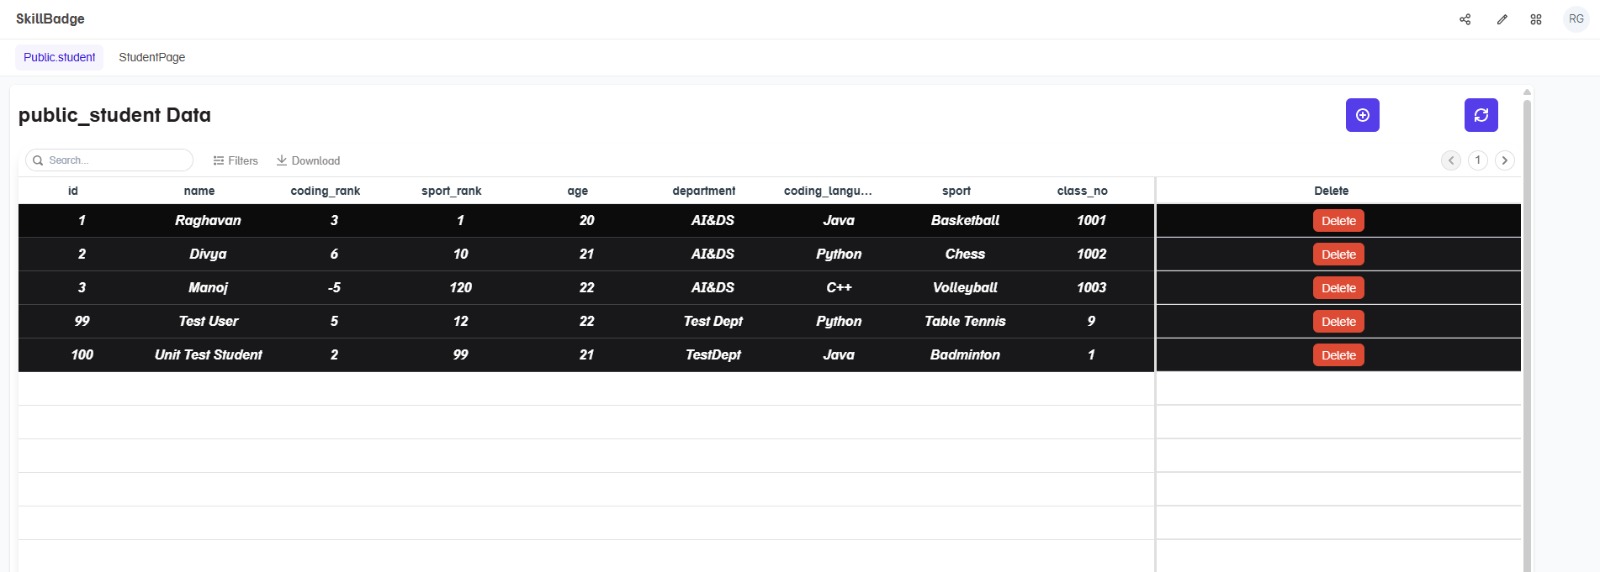 SkillBadge
RG
Public.student StudentPage
public_student Data
Search... Filters Download 1
id name coding_rank sport_rank age department coding_langu... sport class_no Delete
1 Raghavan 3 1 20 AI&DS Java Basketball 1001 Delete
2 Divya 6 10 21 AI&DS Python Chess 1002 Delete
3 Manoj -5 120 22 AI&DS C++ Volleyball 1003 Delete
99 Test User 5 12 22 Test Dept Python Table Tennis 9 Delete
100 Unit Test Student 2 99 21 TestDept Java Badminton 1 Delete